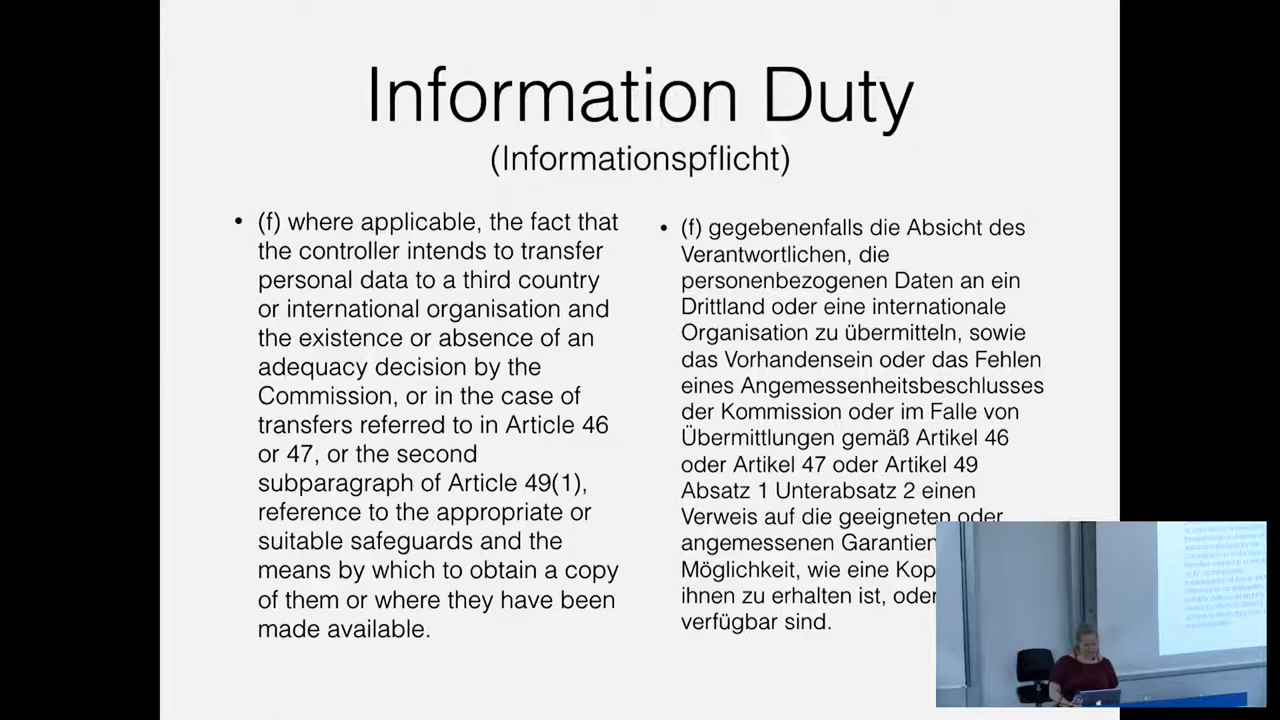 Information Duty
(Informationspflicht)
• (f) where applicable, the fact that
the controller intends to transfer
personal data to a third country
or international organisation and
the existence or absence of an
adequacy decision by the
Commission, or in the case of
transfers referred to in Article 46
or 47, or the second
subparagraph of Article 49(1),
reference to the appropriate or
suitable safeguards and the
means by which to obtain a copy
of them or where they have been
made available.
• (f) gegebenenfalls die Absicht des
Verantwortlichen, die
personenbezogenen Daten an ein
Drittland oder eine internationale
Organisation zu übermitteln, sowie
das Vorhandensein oder das Fehlen
eines Angemessenheitsbeschlusses
der Kommission oder im Falle von
Übermittlungen gemäß Artikel 46
oder Artikel 47 oder Artikel 49
Absatz 1 Unterabsatz 2 einen
Verweis auf die geeigneten oder
angemessenen Garantien
Möglichkeit, wie eine Kop
ihnen zu erhalten ist, oder
verfügbar sind.